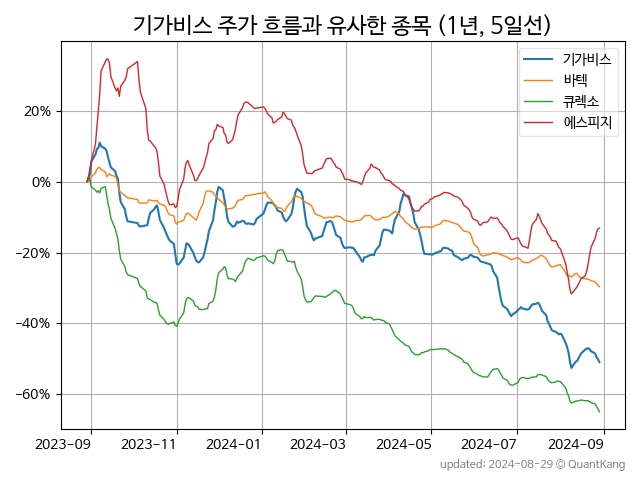 기가비스 주가 흐름과 유사한 종목 (1년, 5일선)
기가비스
바텍
큐렉소
에스피지
20%
0%
−20%
−40%
−60%
2023-09 2023-11 2024-01 2024-03 2024-05 2024-07 2024-09
updated: 2024-08-29 © QuantKang